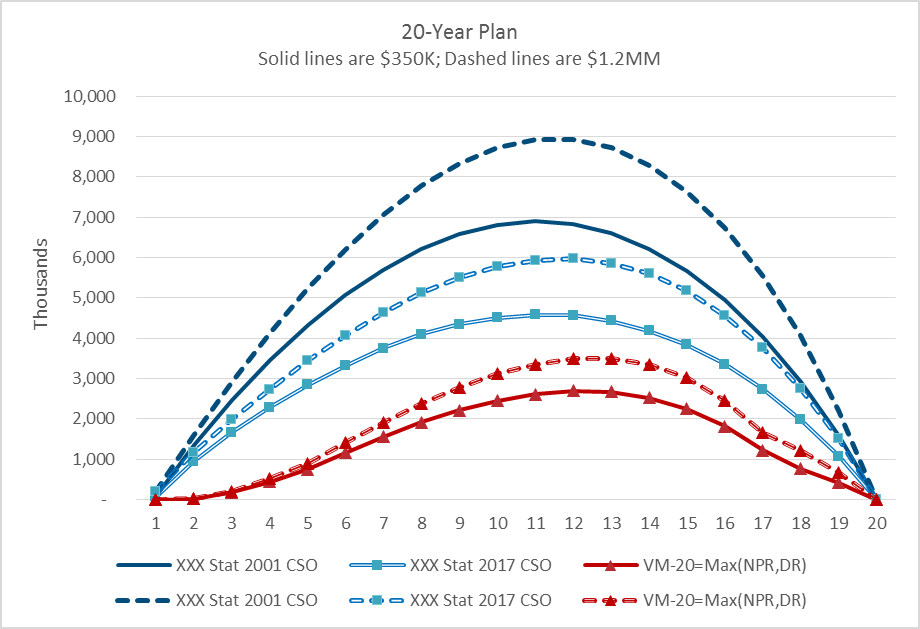 20-Year Plan
Solid lines are $350K; Dashed lines are $1.2MM
Thousands
10,000
9,000
8,000
7,000
6,000
5,000
4,000
3,000
2,000
1,000
-
1 2 3 4 5 6 7 8 9 10 11 12 13 14 15 16 17 18 19 20
XXX Stat 2001 CSO XXX Stat 2017 CSO VM-20=Max(NPR,DR)
XXX Stat 2001 CSO XXX Stat 2017 CSO VM-20=Max(NPR,DR)